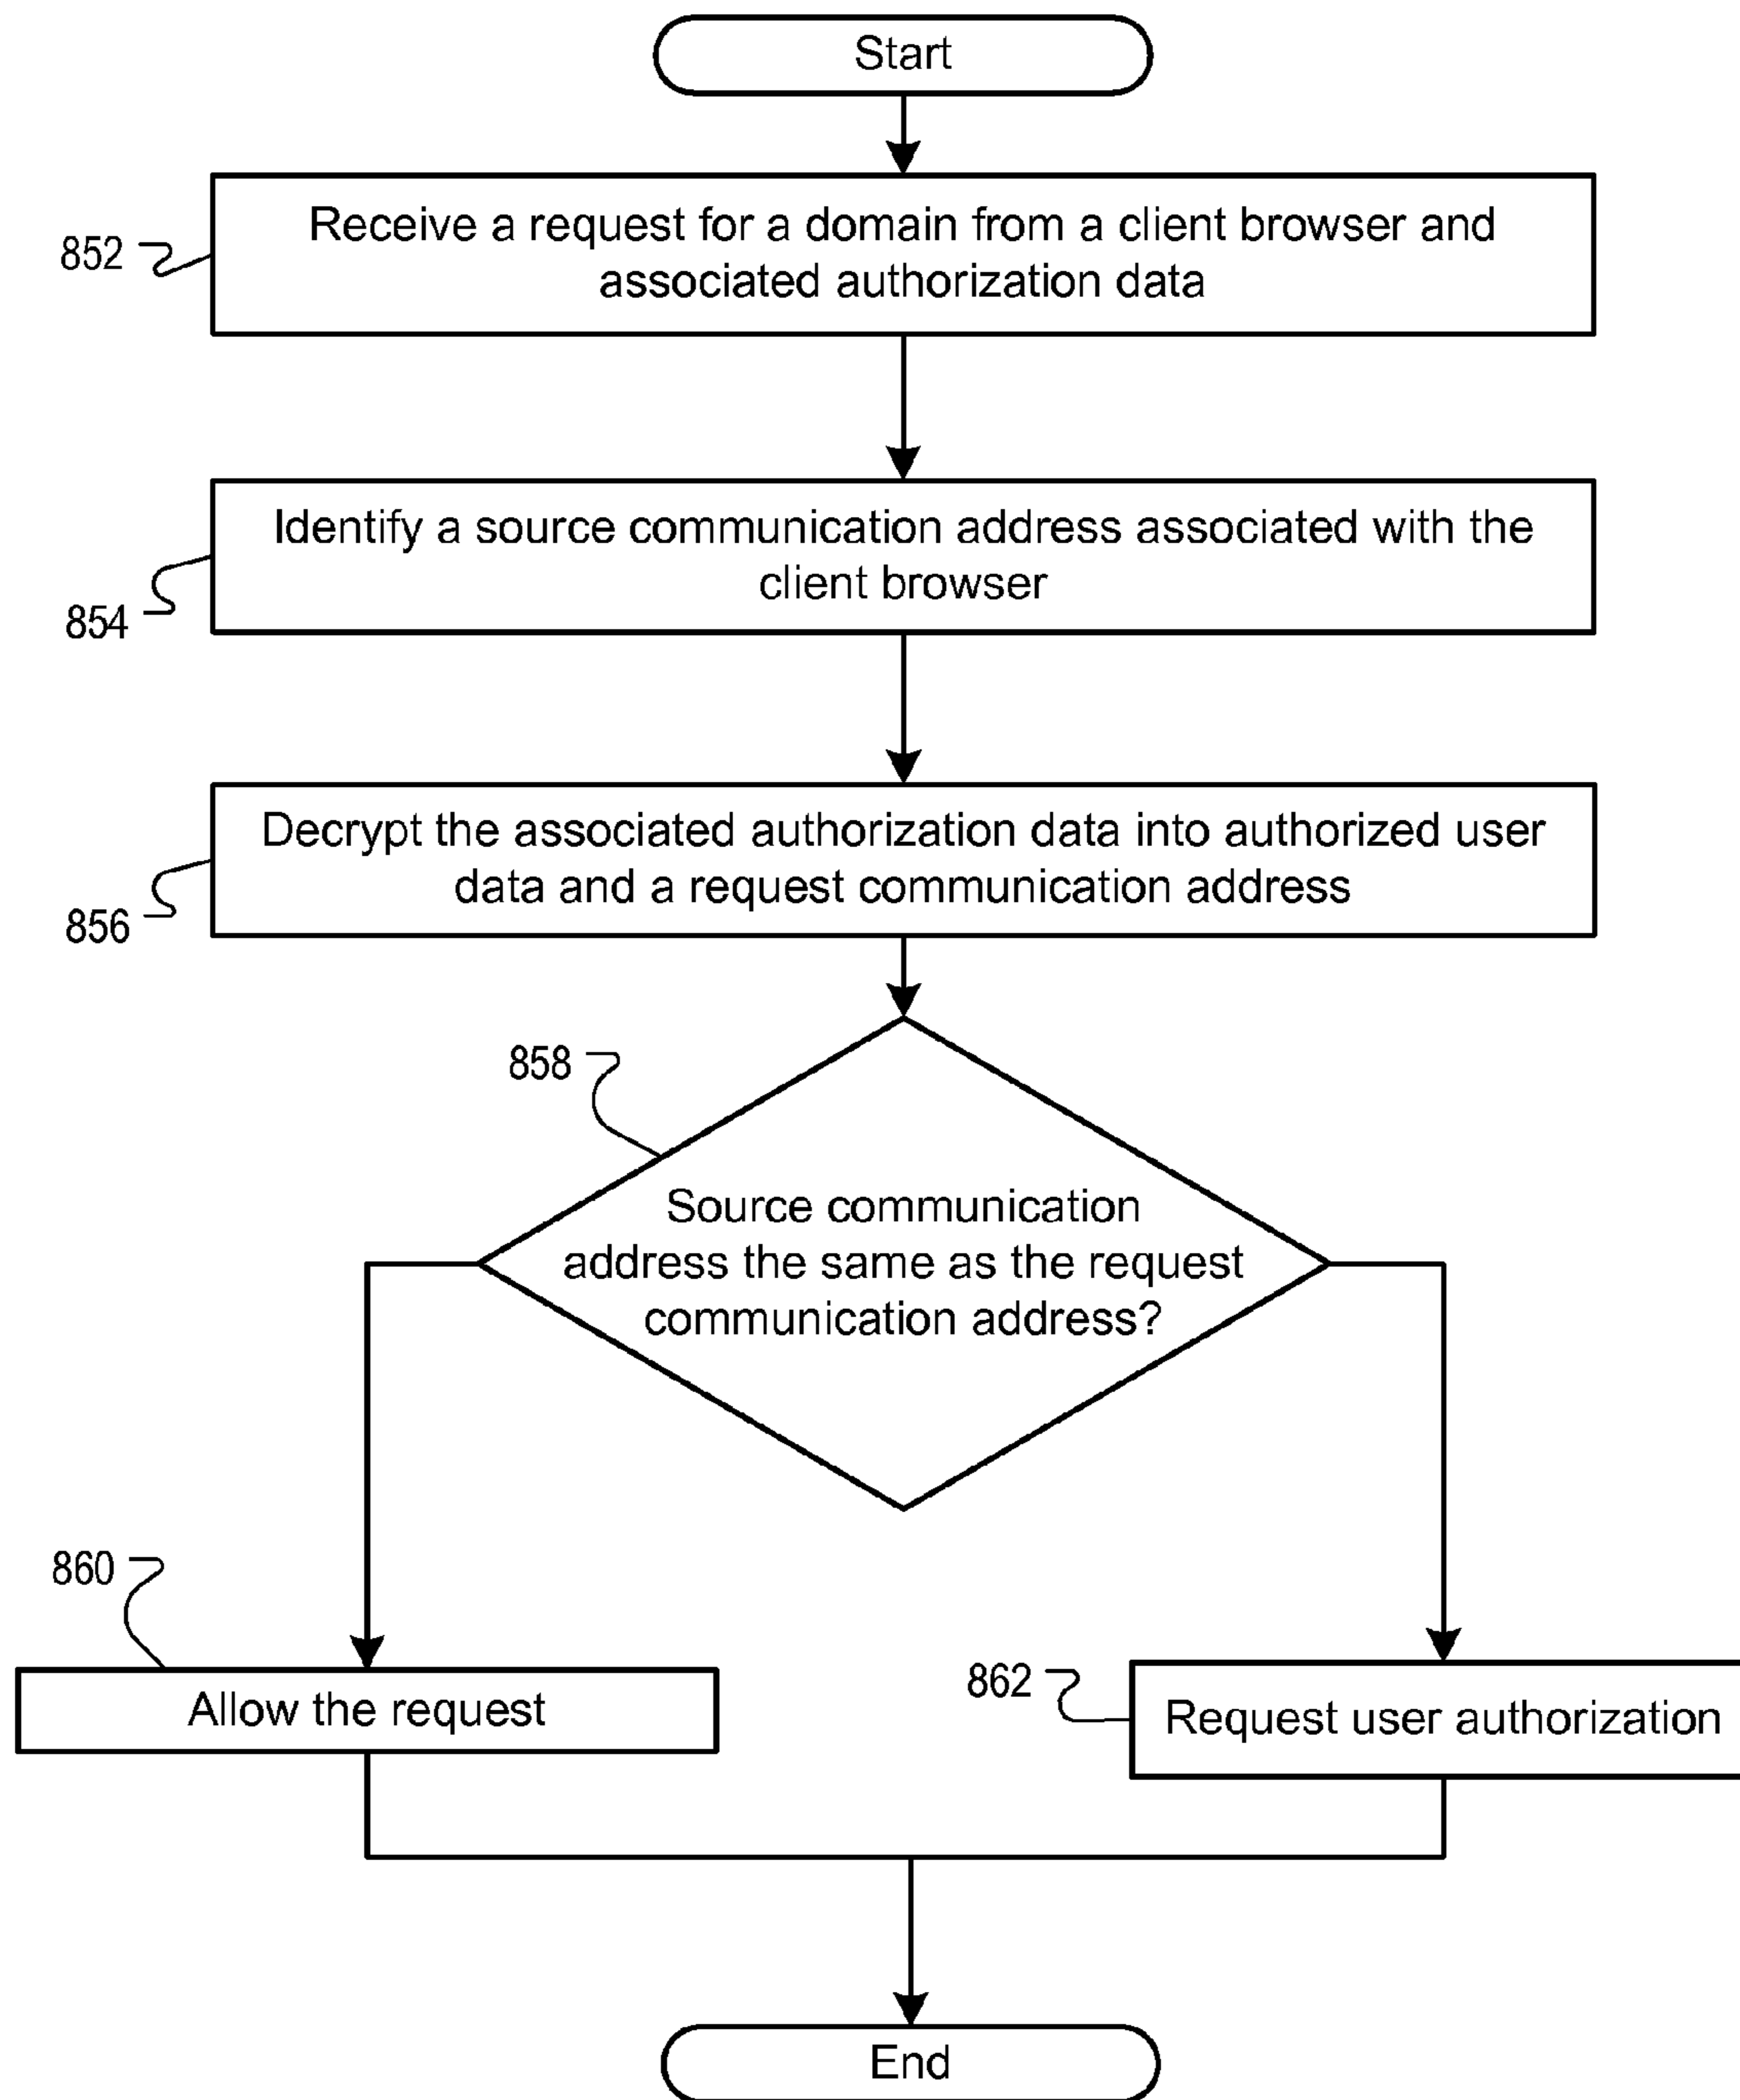 Start
852
Receive a request for a domain from a client browser and
associated authorization data
Identify a source communication address associated with the
client browser
854
Decrypt the associated authorization data into authorized user
data and a request communication address
856
858
Source communication
address the same as the request
communication address?
860
Allow the request
862
Request user authorization
End